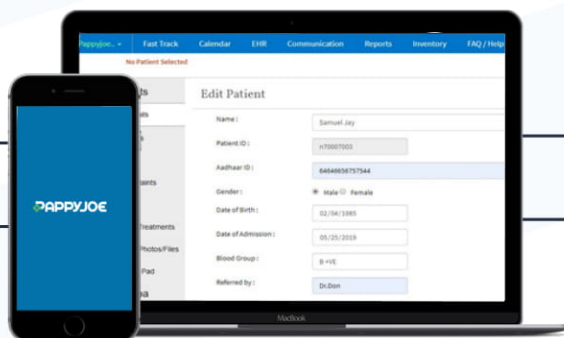 Pappyjoe.. Fast Track Calendar EHR Communication Reports Inventory FAQ / Help
No Patient Selected
Edit Patient
Name : Samuel Jay
Patient ID : n70007003
Aadhaar ID : 64646656757544
Gender : Male Female
Date of Birth : 02/04/1985
Date of Admission : 05/25/2019
Blood Group : B +VE
Referred by : Dr.Don
Treatments
Photos/Files
Pad
PAPPYJOE
MacBook